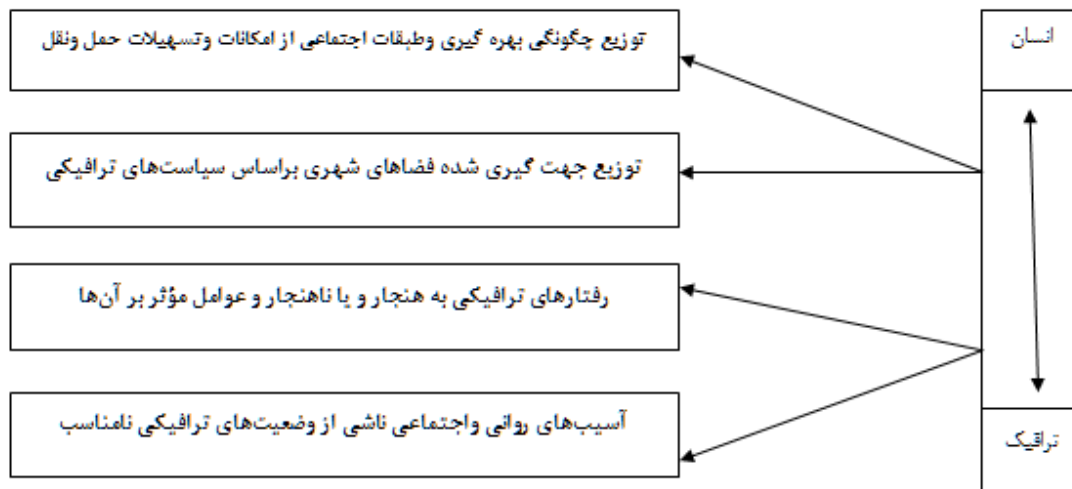 انسان
توزیع چگونگی بهره گیری وطبقات اجتماعی از امکانات وتسهیلات حمل ونقل
توزیع جهت گیری شده فضاهای شهری براساس سیاست‌های ترافیکی
رفتارهای ترافیکی به هنجار و یا ناهنجار و عوامل مؤثر بر آن‌ها
آسیب‌های روانی واجتماعی ناشی از وضعیت‌های ترافیکی نامناسب
ترافیک